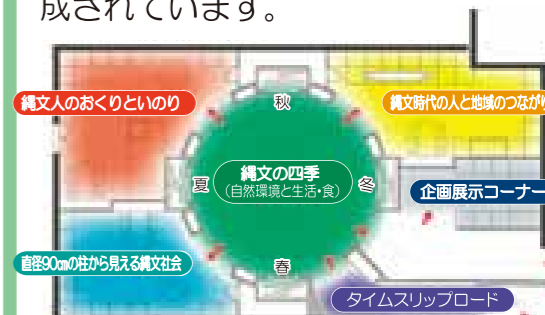 成されています。
縄文人のおくりといのり
秋
縄文時代の人と地域のつながり
縄文の四季
(自然環境と生活・食)
夏
冬
企画展示コーナー
直径90cmの柱から見える縄文社会
春
タイムスリップロード